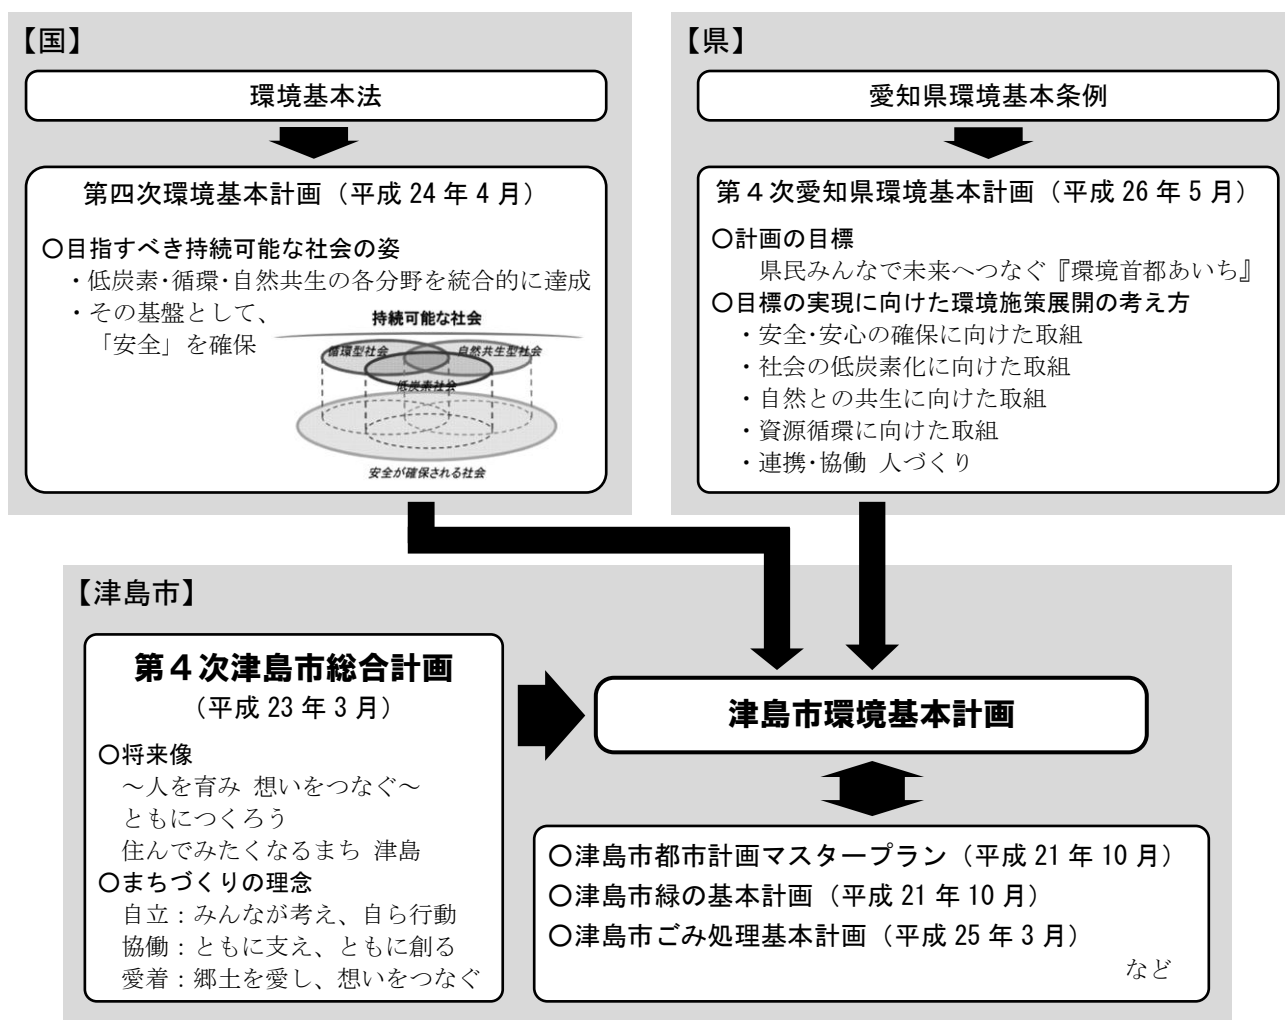 【国】
環境基本法
第四次環境基本計画（平成 24 年 4 月）
○目指すべき持続可能な社会の姿
・低炭素・循環・自然共生の各分野を統合的に達成
・その基盤として、
「安全」を確保
持続可能な社会
循環型社会
自然共生型社会
低炭素社会
安全が確保される社会
【県】
愛知県環境基本条例
第４次愛知県環境基本計画（平成 26 年 5 月）
○計画の目標
県民みんなで未来へつなぐ『環境首都あいち』
○目標の実現に向けた環境施策展開の考え方
・安全・安心の確保に向けた取組
・社会の低炭素化に向けた取組
・自然との共生に向けた取組
・資源循環に向けた取組
・連携・協働 人づくり
【津島市】
第４次津島市総合計画
（平成 23 年 3 月）
○将来像
～人を育み 想いをつなぐ～
ともにつくろう
住んでみたくなるまち 津島
○まちづくりの理念
自立：みんなが考え、自ら行動
協働：ともに支え、ともに創る
愛着：郷土を愛し、想いをつなぐ
津島市環境基本計画
○津島市都市計画マスタープラン（平成 21 年 10 月）
○津島市緑の基本計画（平成 21 年 10 月）
○津島市ごみ処理基本計画（平成 25 年 3 月）
など